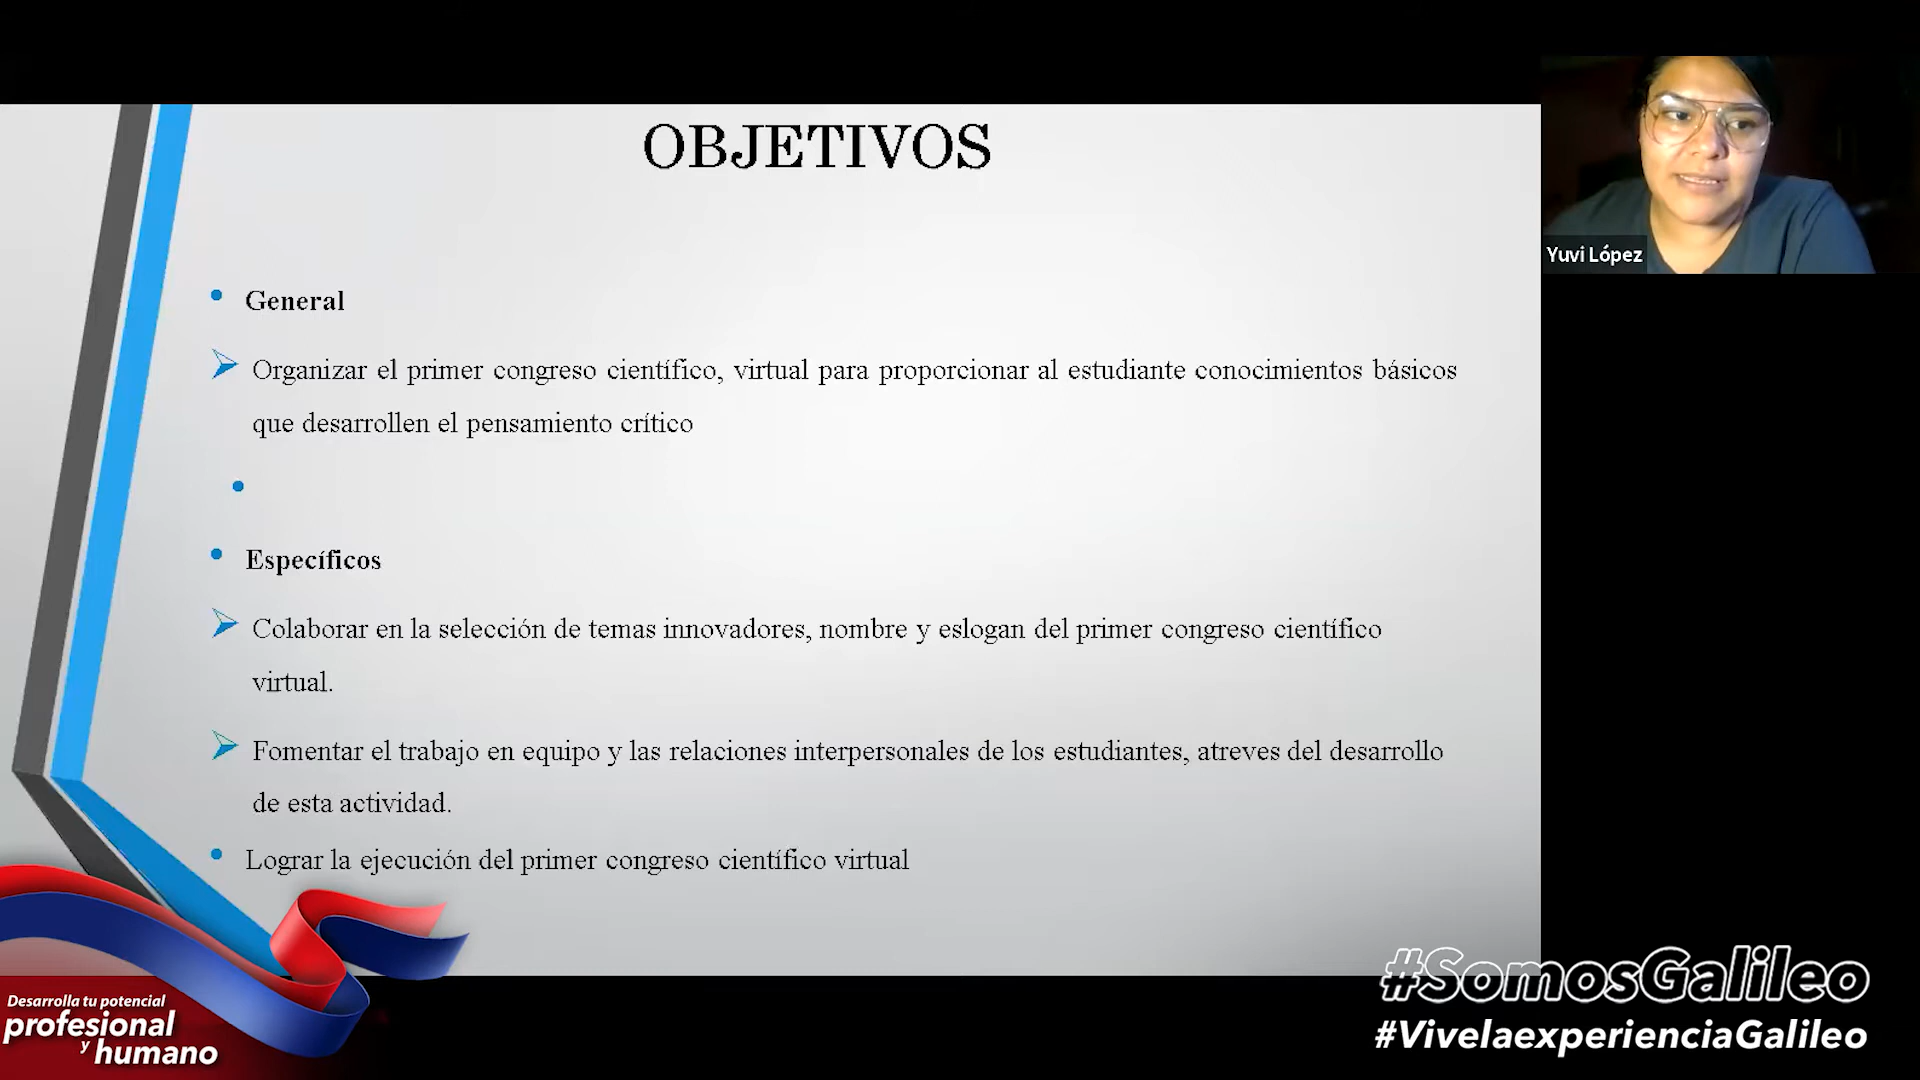 OBJETIVOS
General
Organizar el primer congreso científico, virtual para proporcionar al estudiante conocimientos básicos
que desarrollen el pensamiento crítico
Específicos
Colaborar en la selección de temas innovadores, nombre y eslogan del primer congreso científico
virtual.
Fomentar el trabajo en equipo y las relaciones interpersonales de los estudiantes, atreves del desarrollo
de esta actividad.
Lograr la ejecución del primer congreso científico virtual
Yuvi López
Desarrolla tu potencial
profesional
y
humano
#SomosGalileo
#VivelaexperienciaGalileo